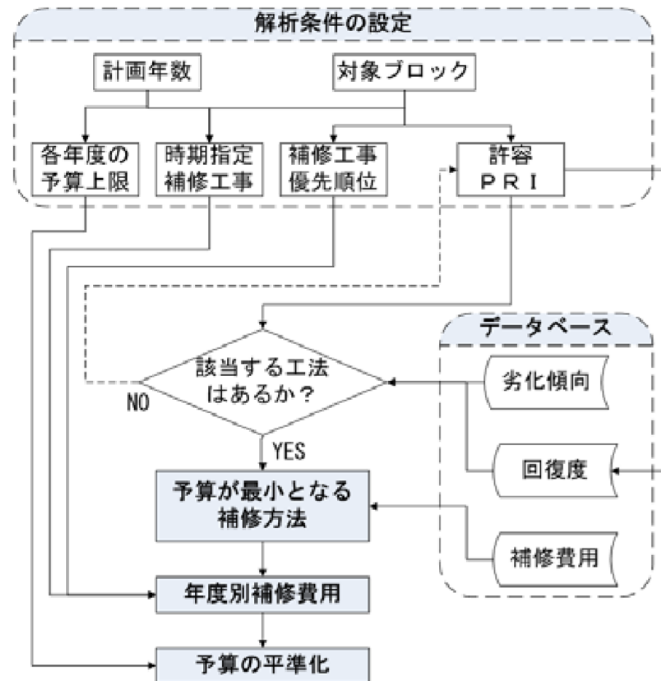 解析条件の設定
計画年数
対象ブロック
各年度の
予算上限
時期指定
補修工事
補修工事
優先順位
許容
ＰＲＩ
データベース
該当する工法
はあるか？
NO
YES
劣化傾向
回復度
補修費用
予算が最小となる
補修方法
年度別補修費用
予算の平準化